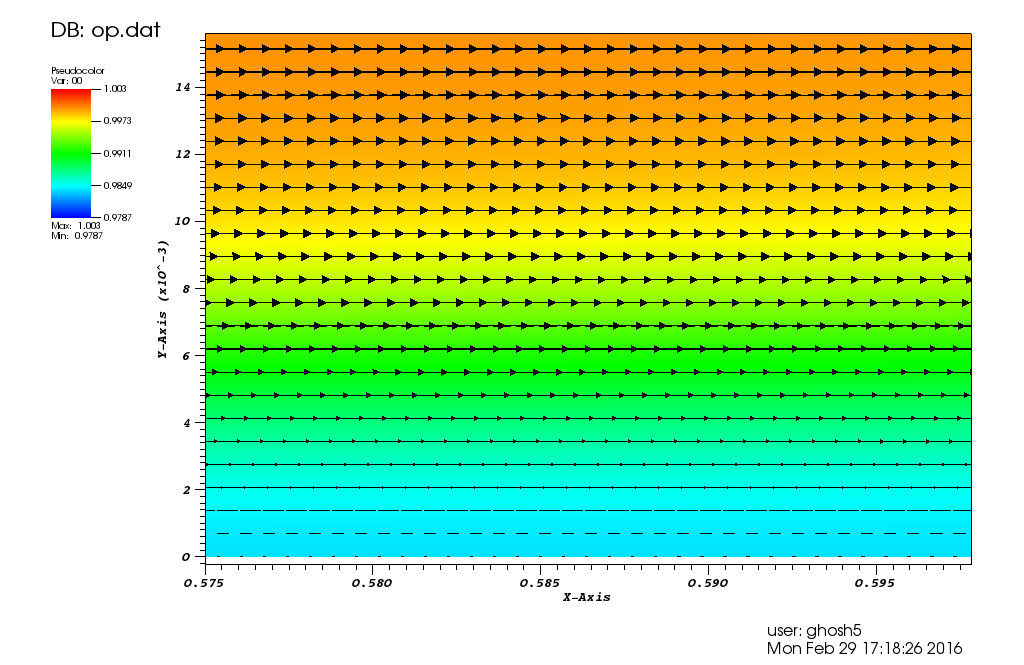 DB: op.dat
Pseudocolor
Var: 00
1.003
0.9973
0.9911
0.9849
0.9787
Max: 1.003
Min: 0.9787
Y-Axis (x10^-3)
14
12
10
8
6
4
2
0
0.575
0.580
0.585
0.590
0.595
X-Axis
user: ghosh5
Mon Feb 29 17:18:26 2016